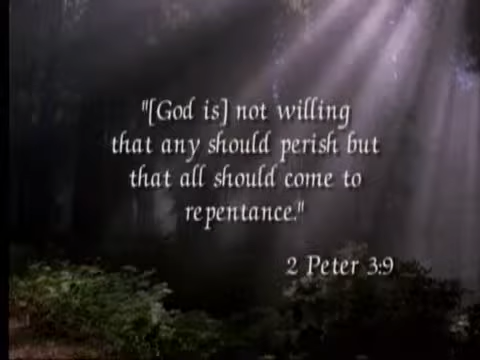 "[God is] not willing
that any should perish but
that all should come to
repentance."
2 Peter 3:9